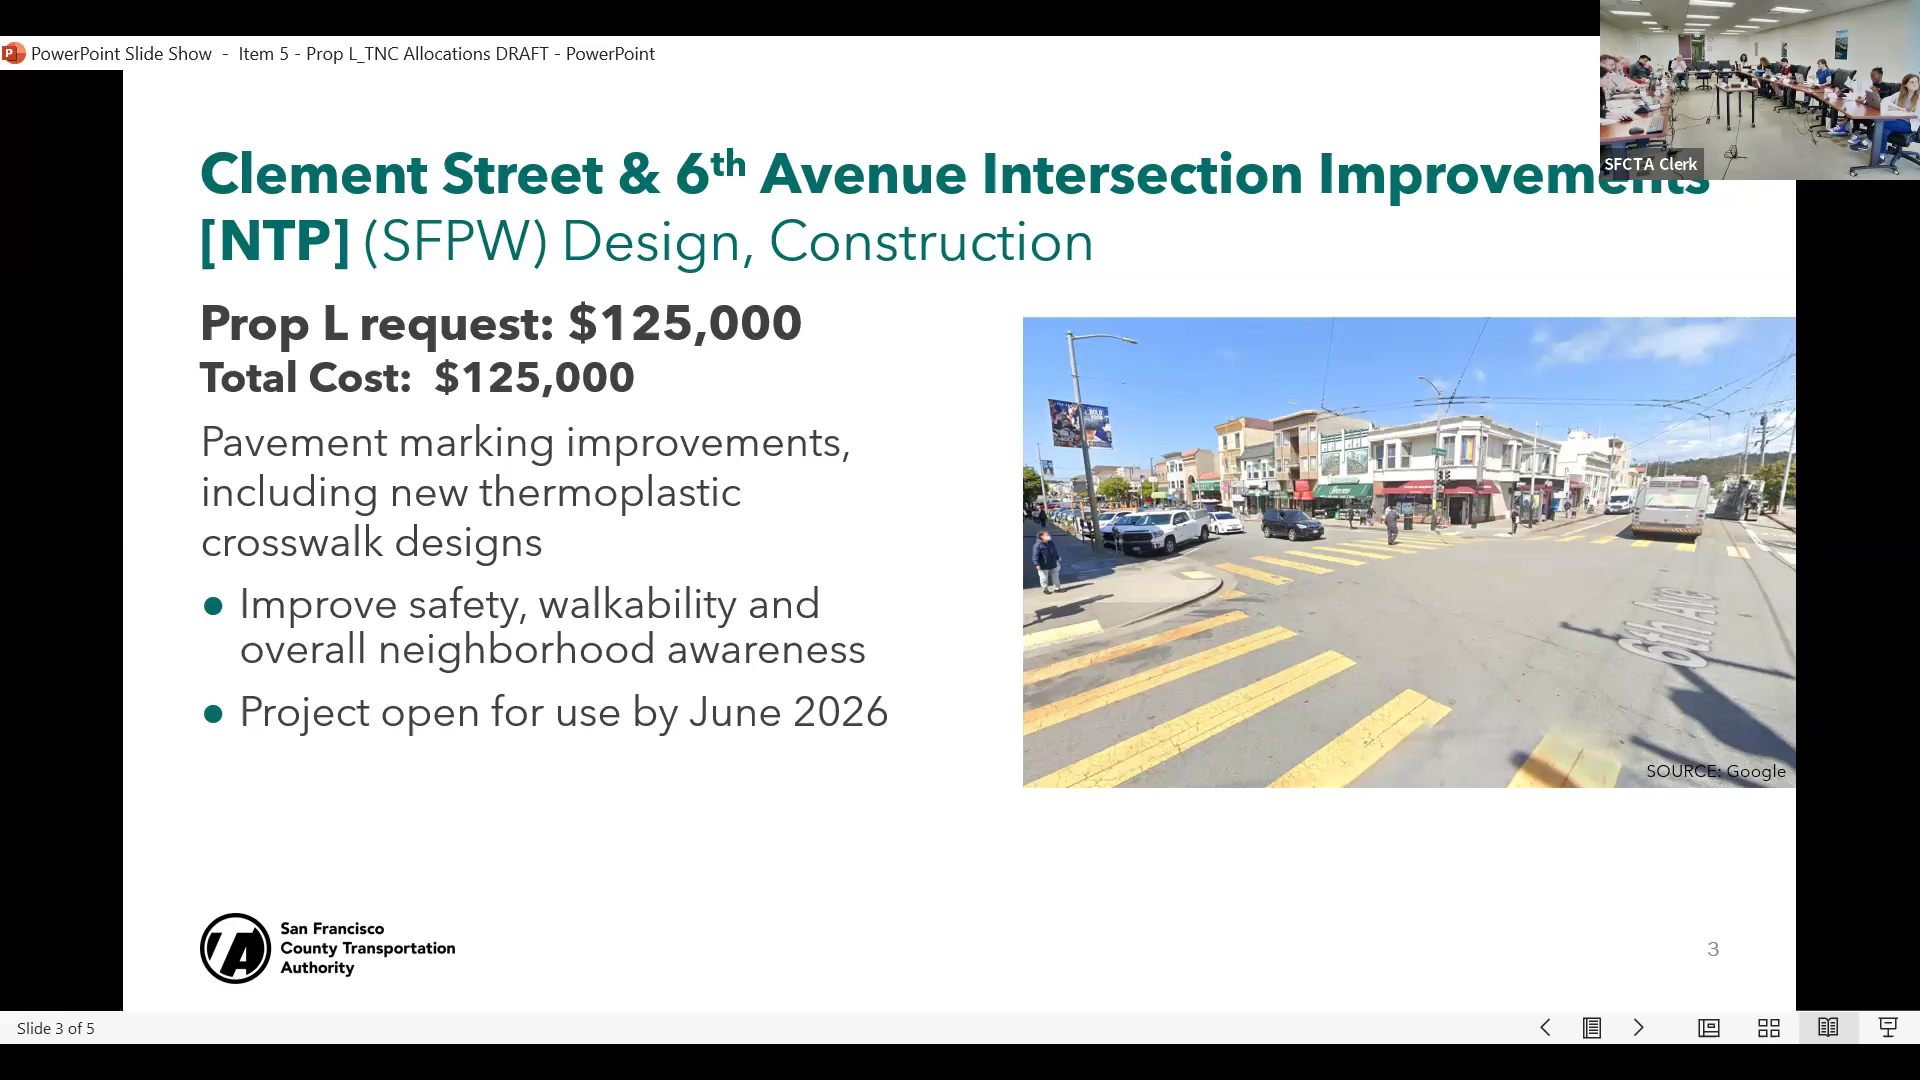 PowerPoint Slide Show - Item 5 - Prop L_TNC Allocations DRAFT - PowerPoint
SFCTA Clerk
Clement Street & 6th Avenue Intersection Improvements
[NTP] (SFPW) Design, Construction
Prop L request: $125,000
Total Cost: $125,000
Pavement marking improvements,
including new thermoplastic
crosswalk designs
● Improve safety, walkability and
overall neighborhood awareness
● Project open for use by June 2026
6th Ave
SOURCE: Google
San Francisco
County Transportation
Authority
3
Slide 3 of 5